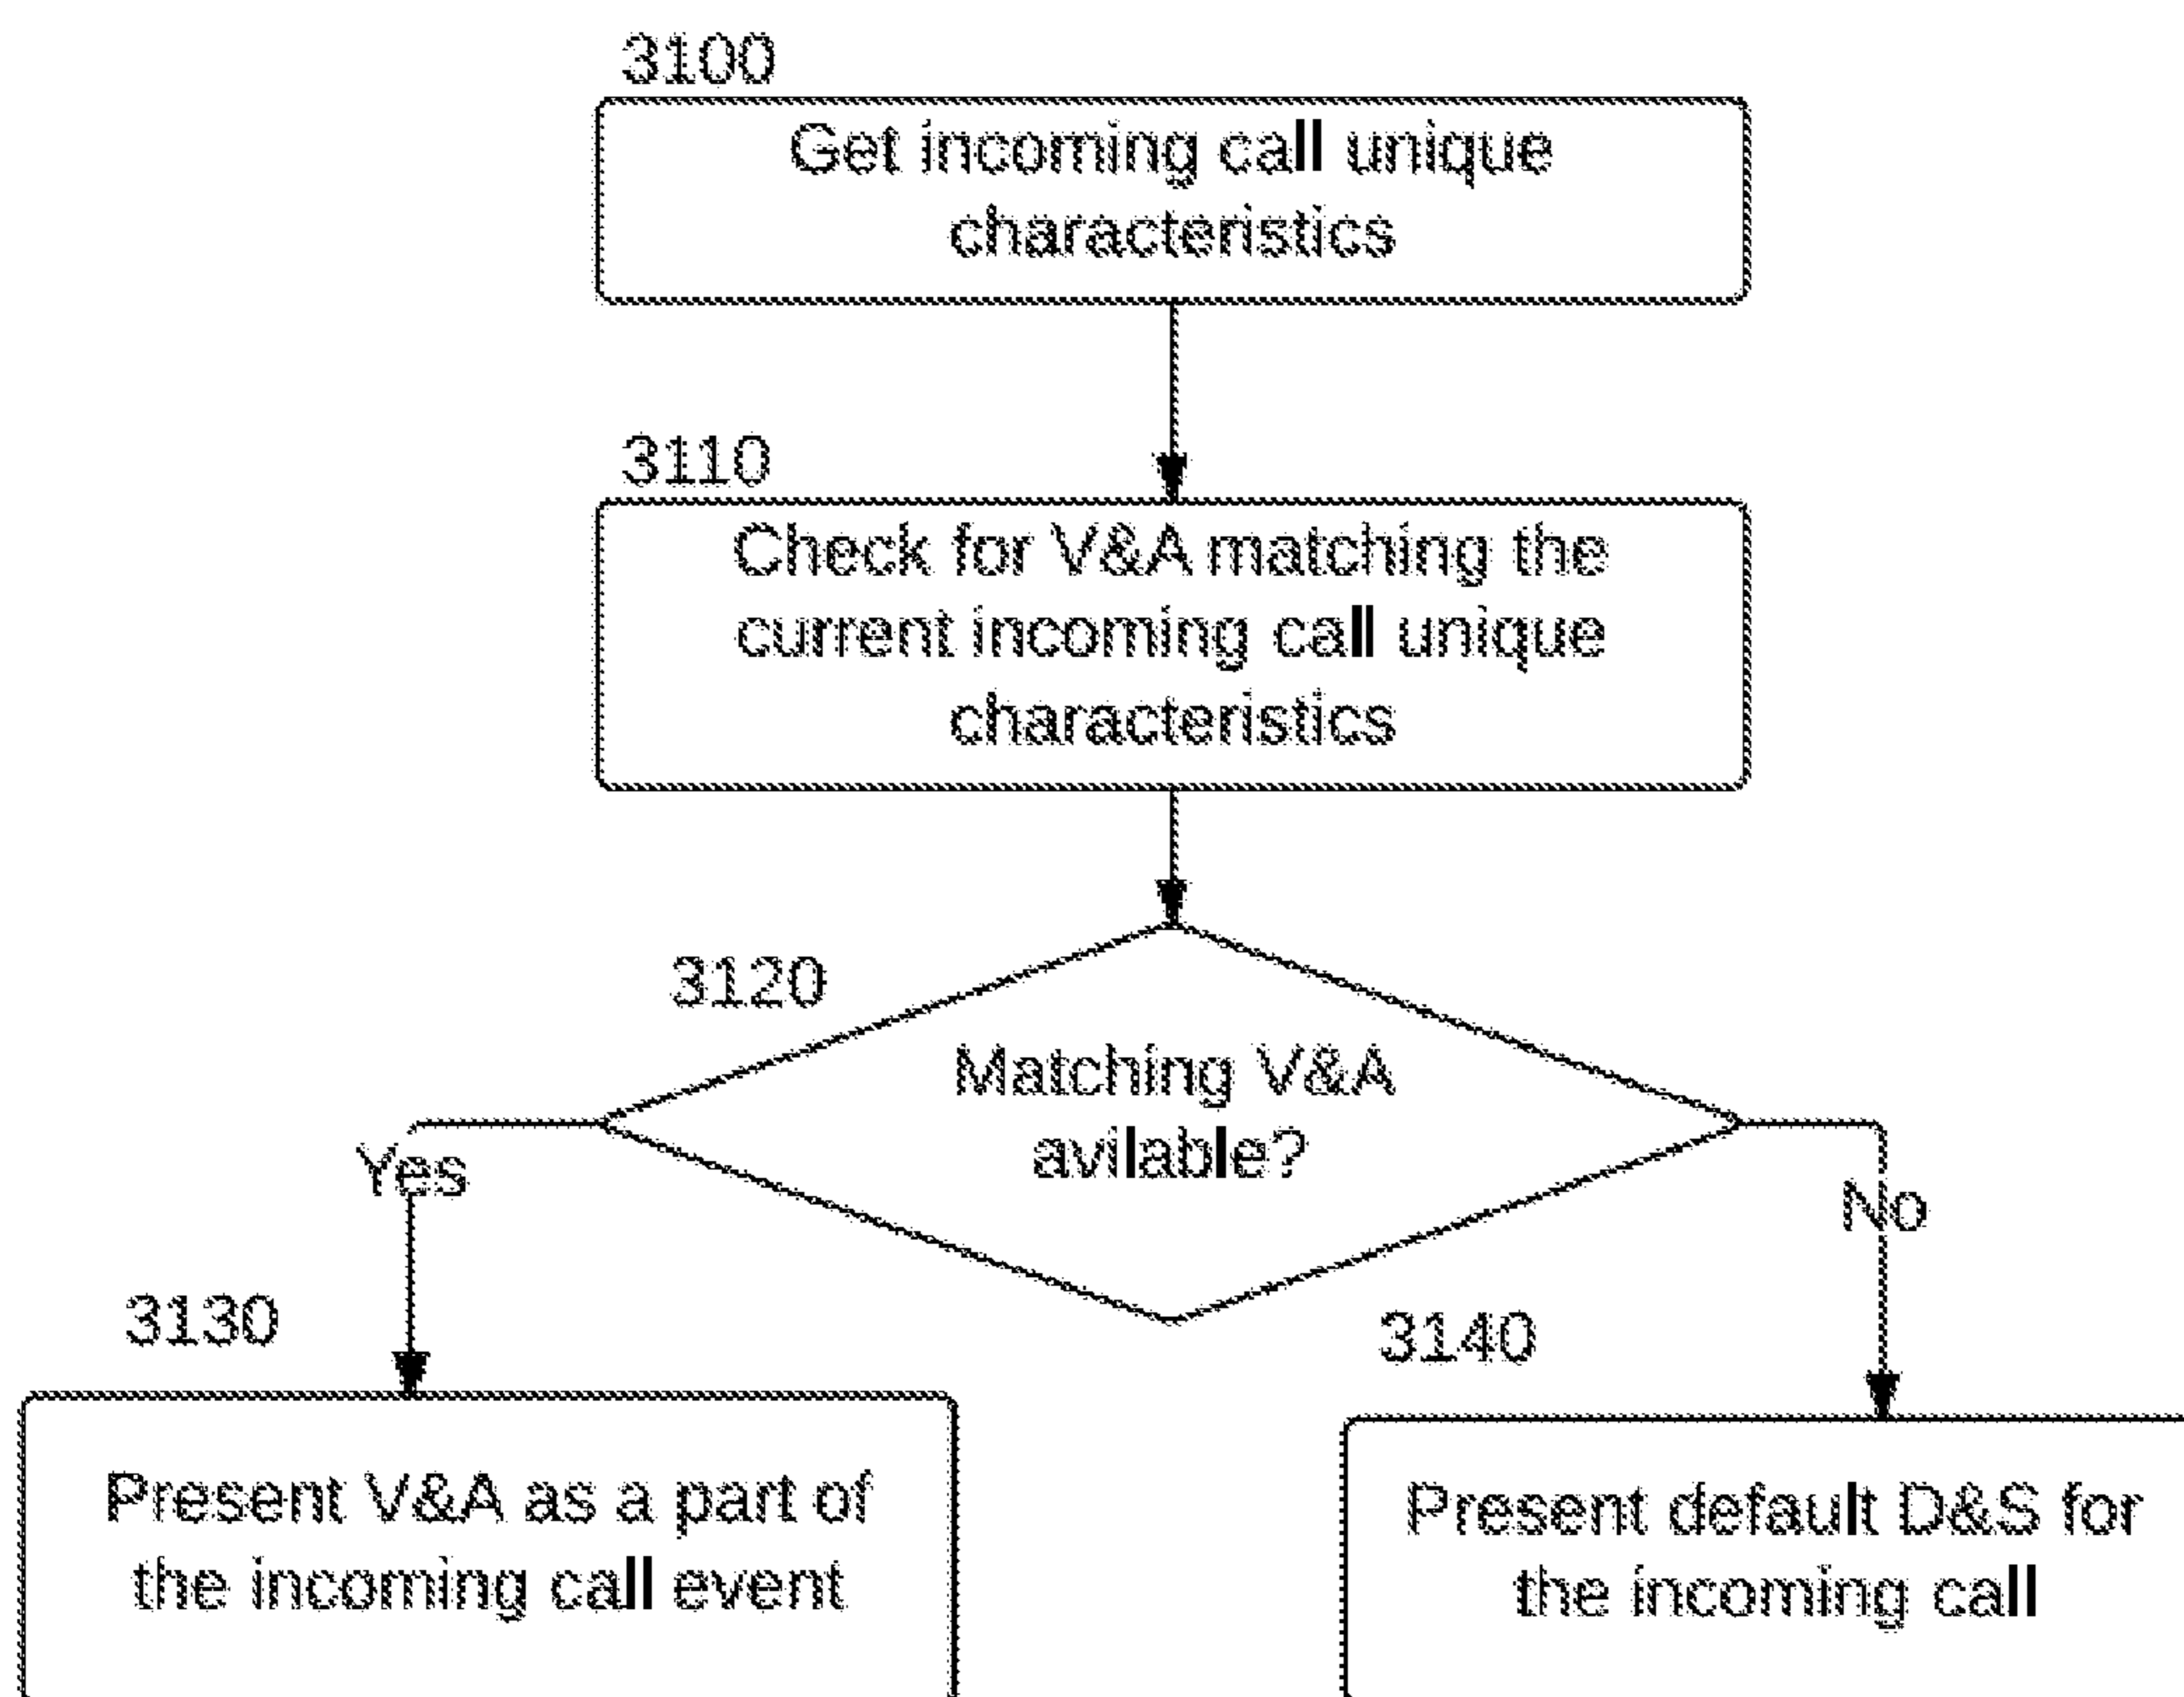 3100
Get incoming call unique
characteristics
3110
Check for V&A matching the
current incoming call unique
characteristics
3120
Matching V&A
avilable?
Yes
No
3130
Present V&A as a part of
the incoming call event
3140
Present default D&S for
the incoming call